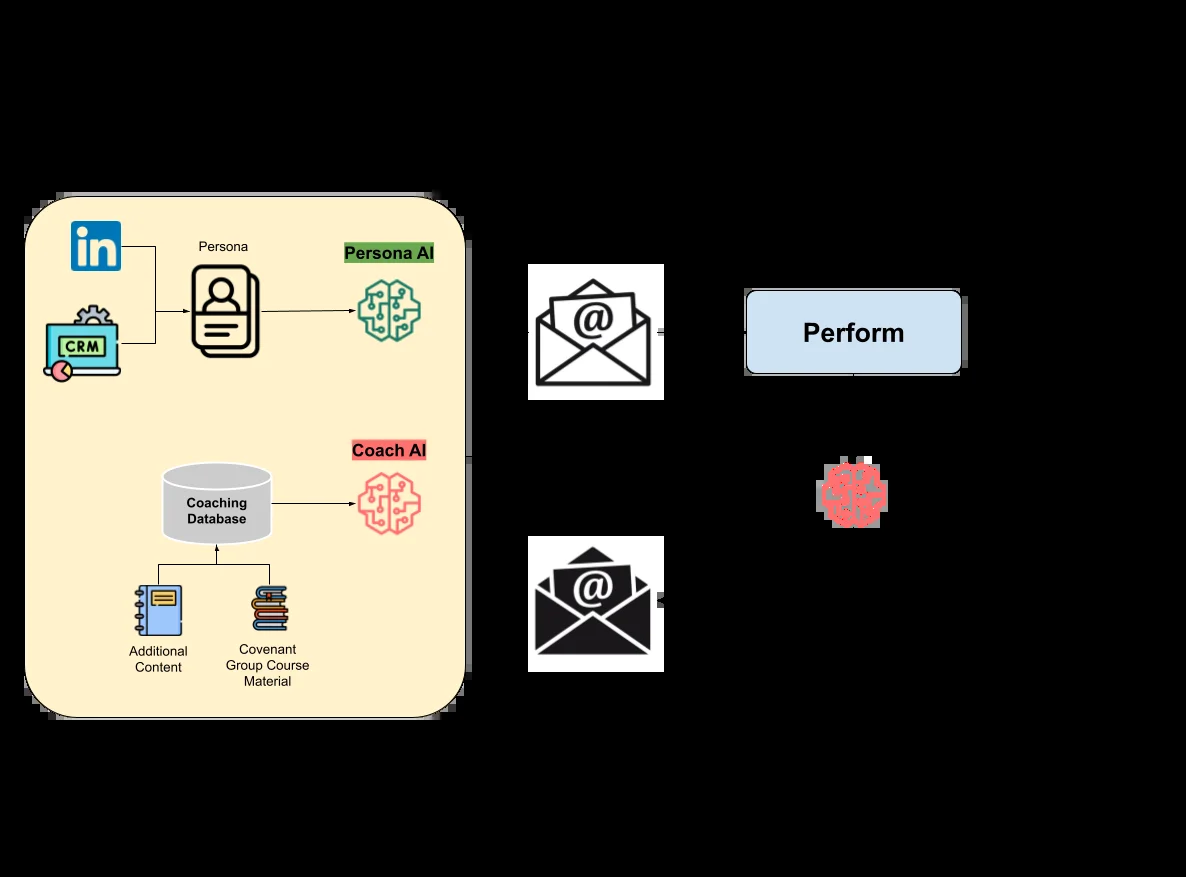 in
Persona
Persona AI
CRM
Coach AI
Coaching
Database
Additional
Content
Covenant
Group Course
Material
@
Perform
@